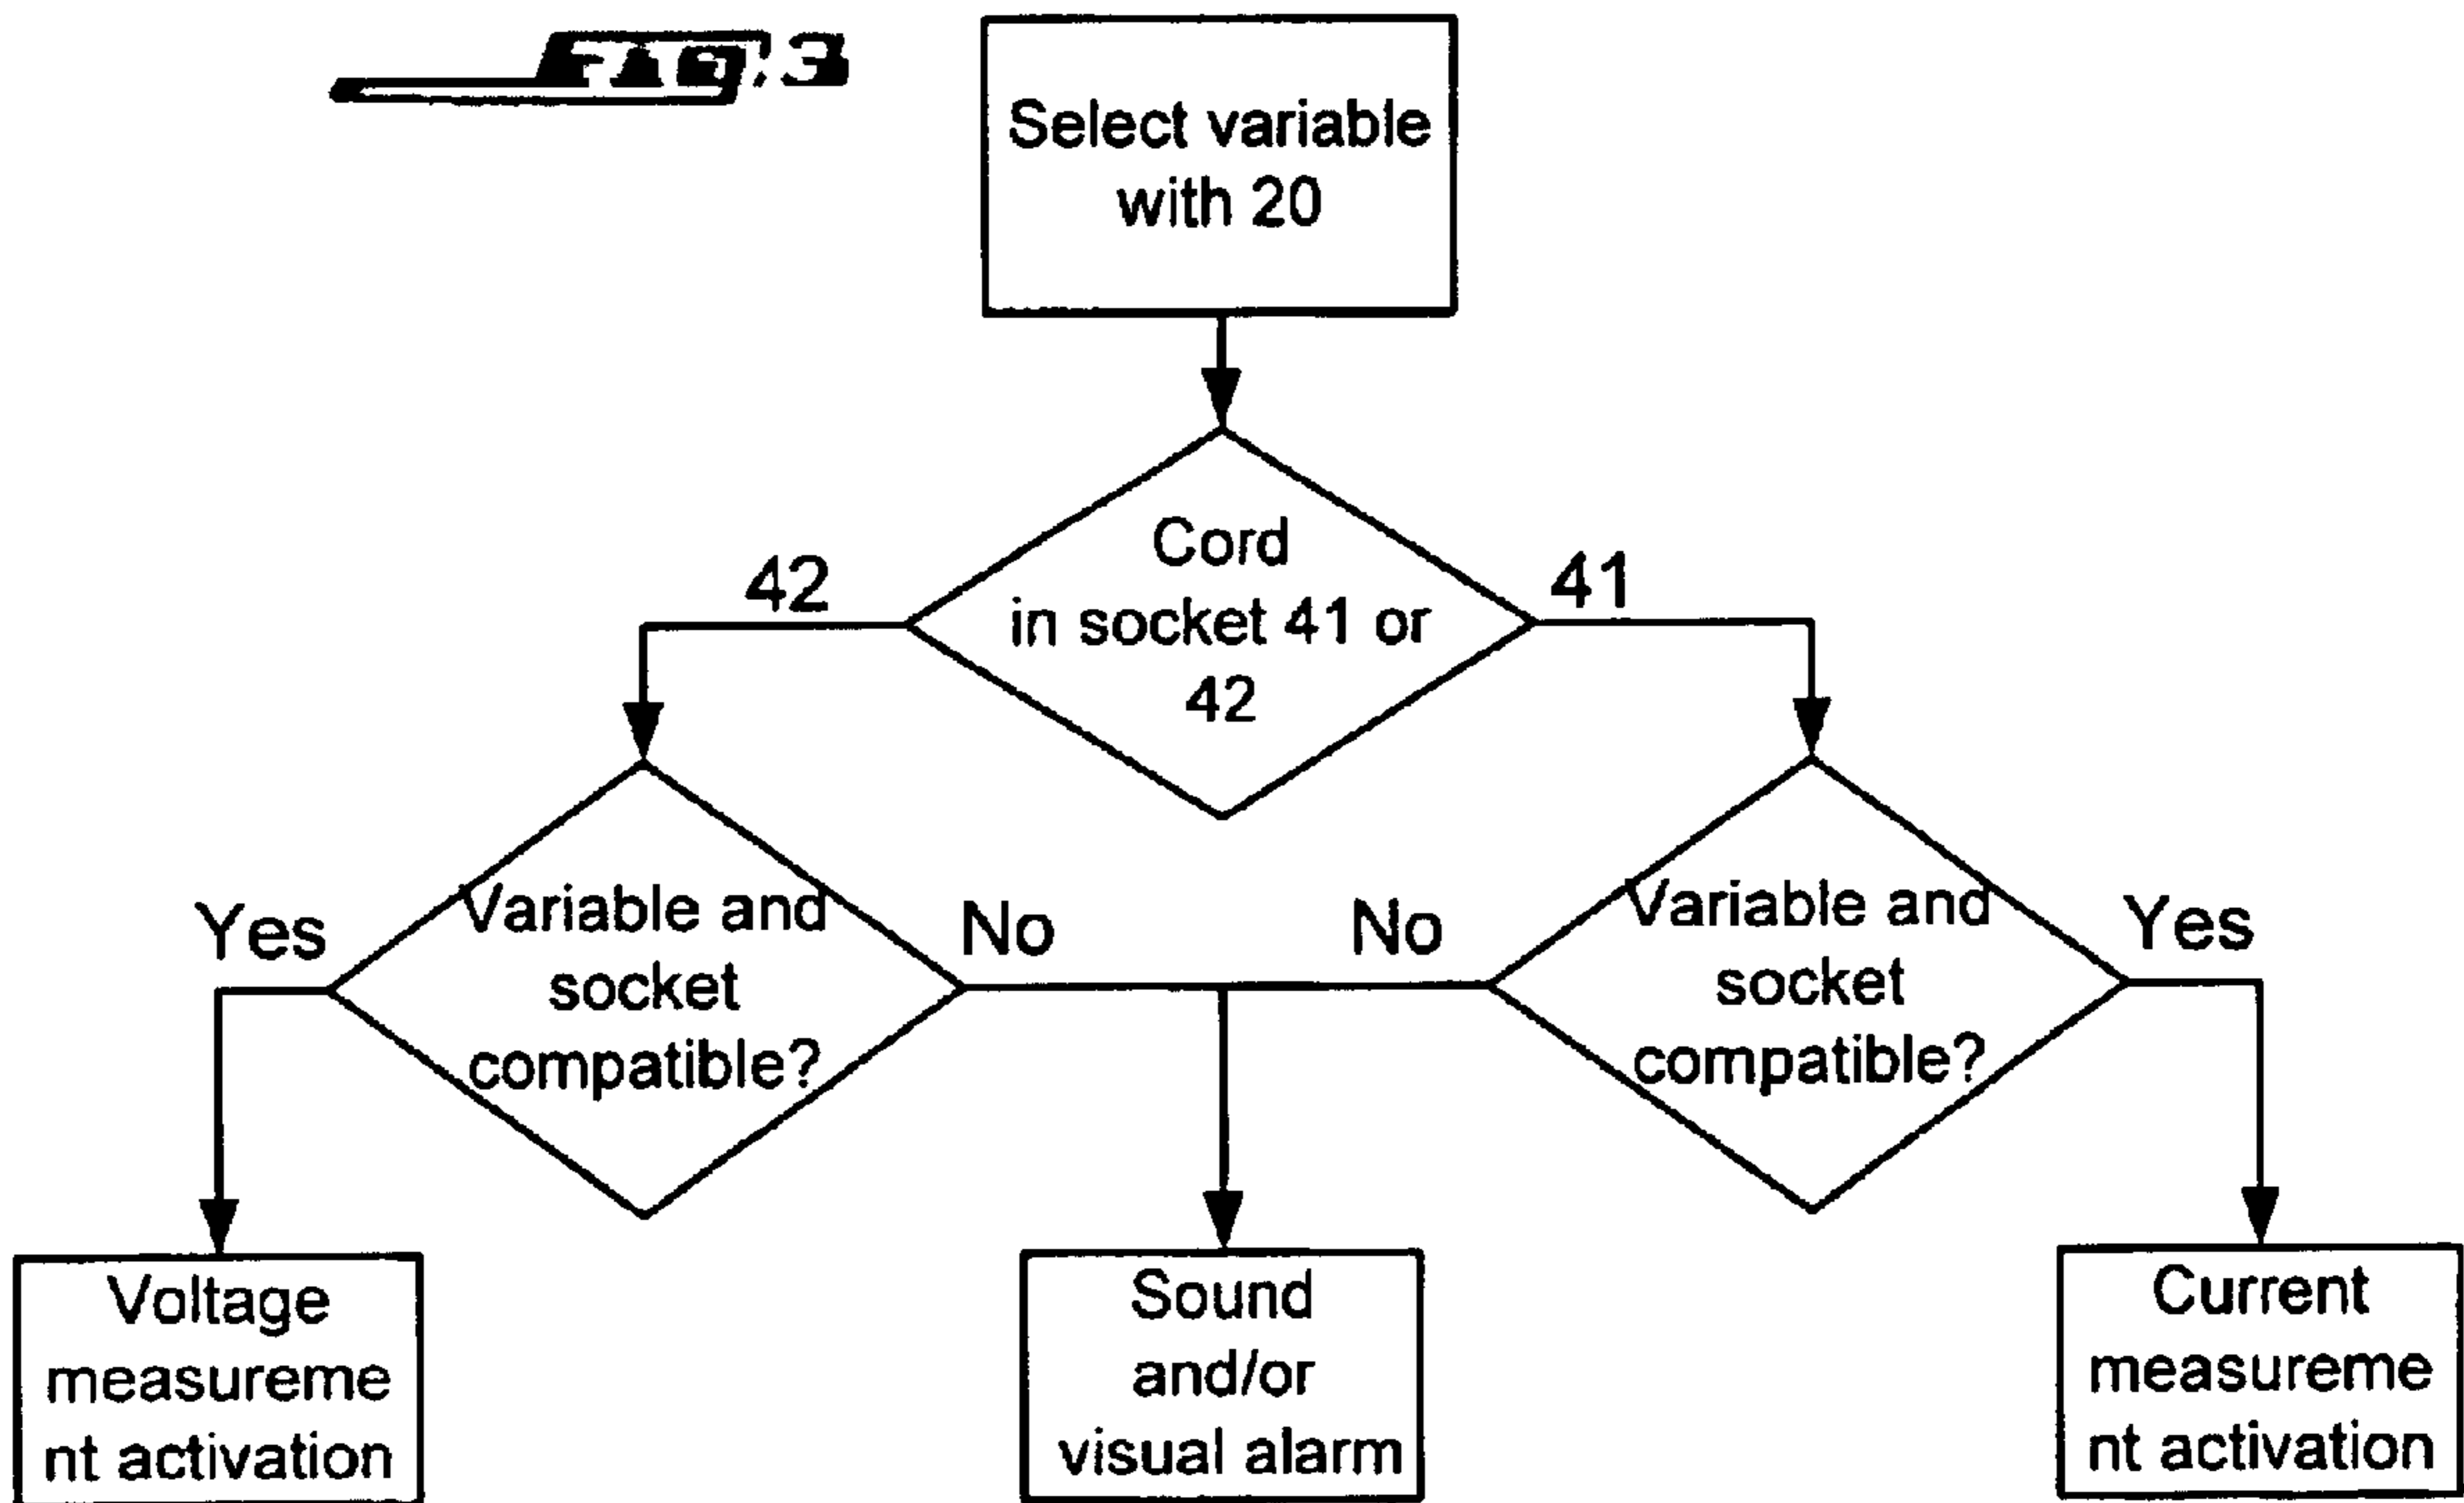 Fig. 3
Select variable
with 20
Cord
in socket 41 or
42
42
41
Variable and
socket
compatible?
Yes
No
Variable and
socket
compatible?
No
Yes
Voltage
measureme
nt activation
Sound
and/or
visual alarm
Current
measureme
nt activation